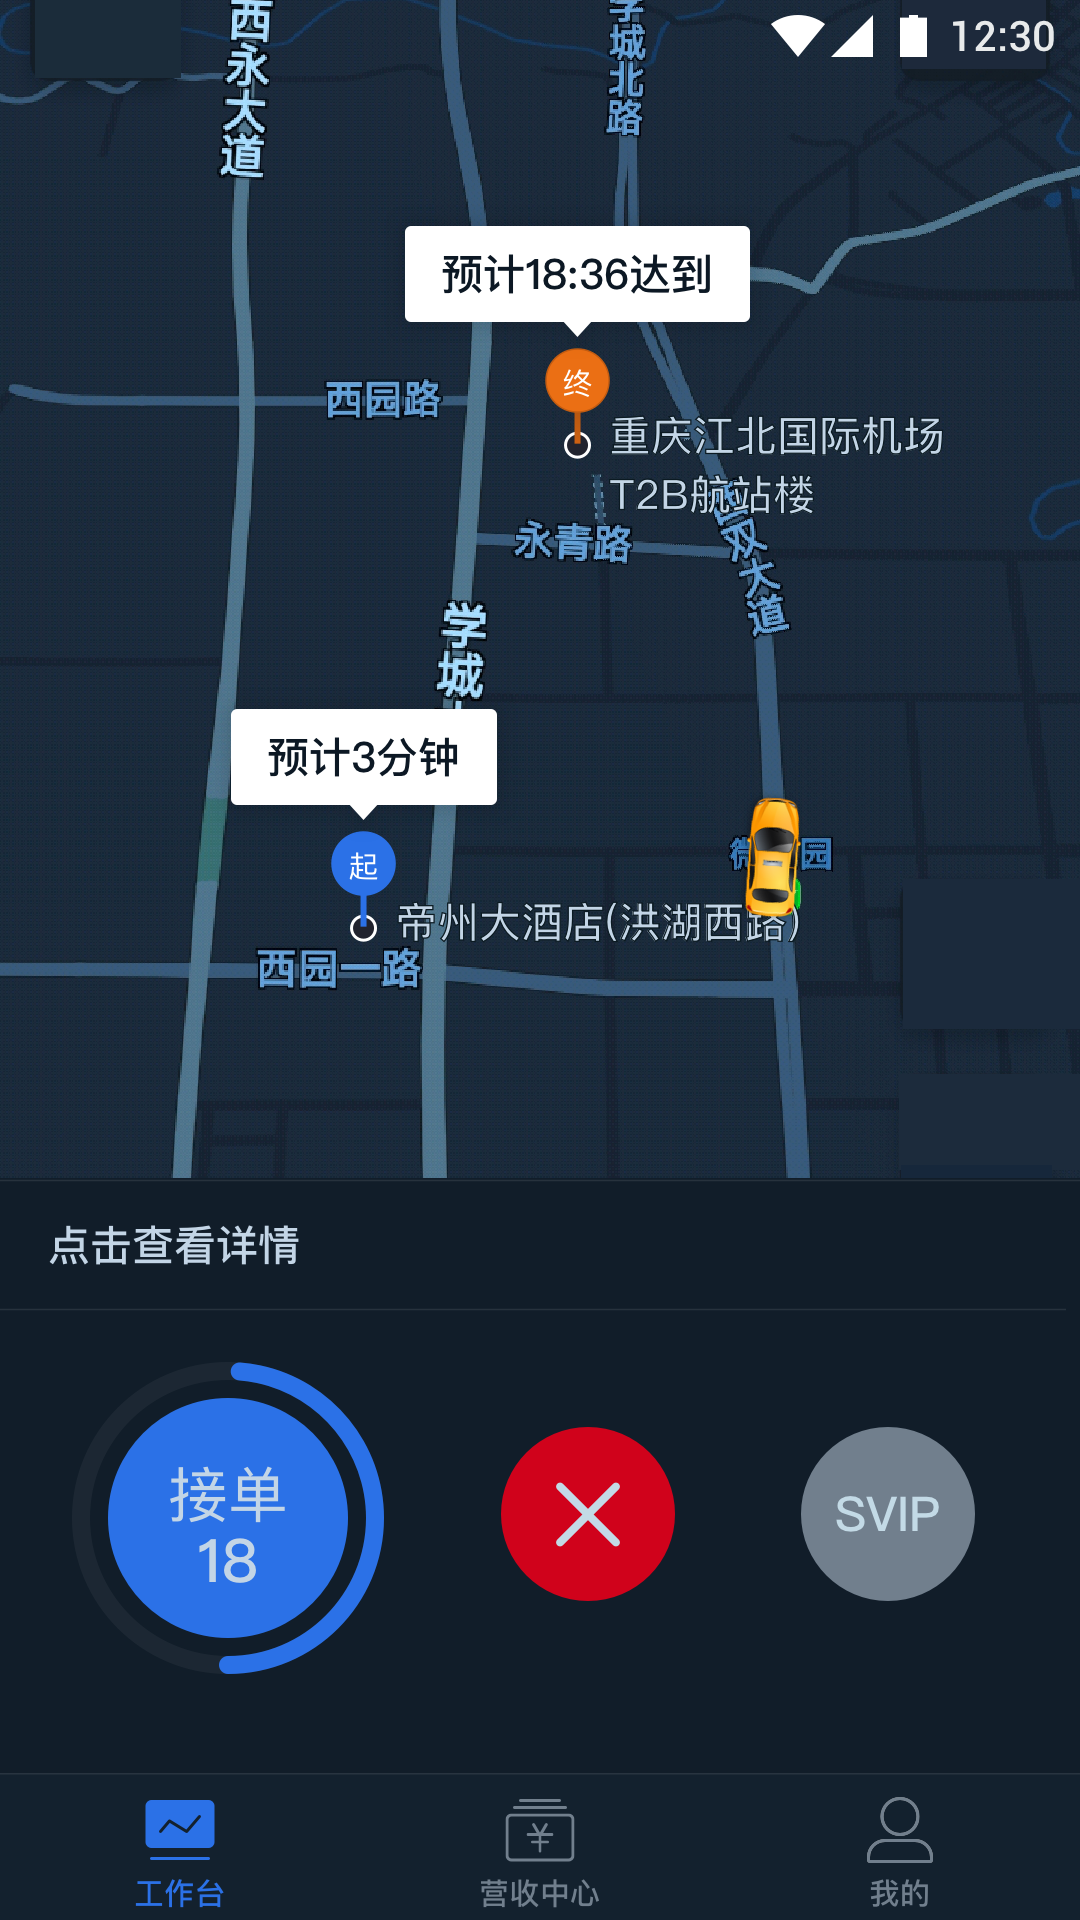 12:30
西永大道
学城北路
预计18:36达到
西园路
终
重庆江北国际机场
T2B航站楼
永青路
大道
学城
预计3分钟
起
园
帝州大酒店(洪湖西路)
西园一路
点击查看详情
接单
18
SVIP
工作台
营收中心
我的